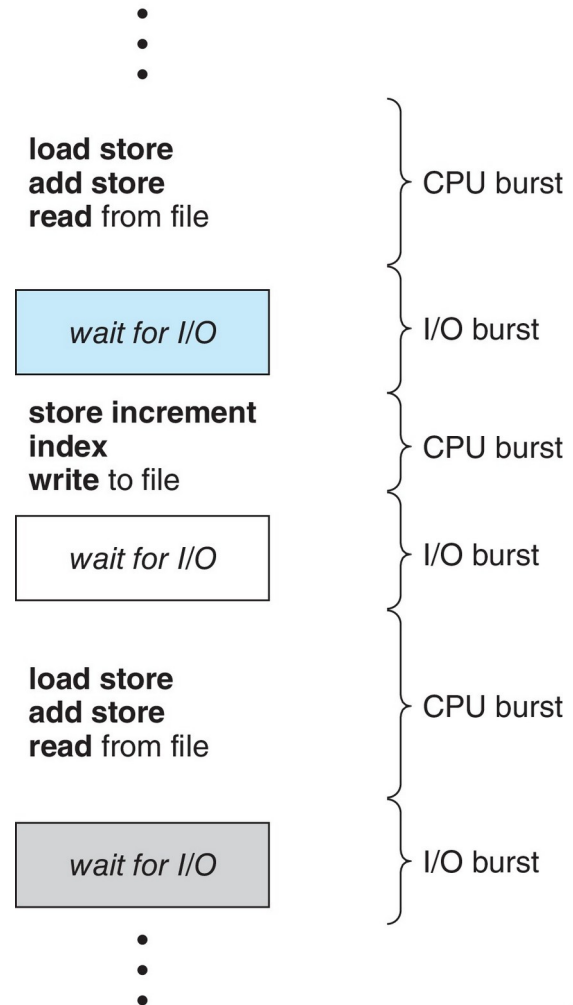 load store
add store
read from file
CPU burst
wait for I/O
I/O burst
store increment
index
write to file
CPU burst
wait for I/O
I/O burst
load store
add store
read from file
CPU burst
wait for I/O
I/O burst